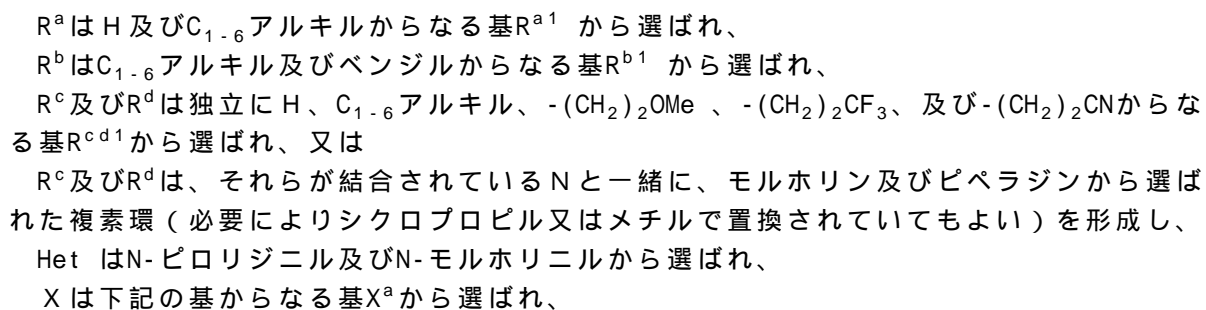 RᵃはH及びC₁₋₆アルキルからなる基Rᵃ¹ から選ばれ、
RᵇはC₁₋₆アルキル及びベンジルからなる基Rᵇ¹ から選ばれ、
Rᶜ及びRᵈは独立にH、C₁₋₆アルキル、-(CH₂)₂OMe 、-(CH₂)₂CF₃、及び-(CH₂)₂CNからな
る基Rᶜᵈ¹から選ばれ、又は
Rᶜ及びRᵈは、それらが結合されているNと一緒に、モルホリン及びピペラジンから選ば
れた複素環(必要によりシクロプロピル又はメチルで置換されていてもよい)を形成し、
Het はN-ピロリジニル及びN-モルホリニルから選ばれ、
Xは下記の基からなる基Xᵃから選ばれ、